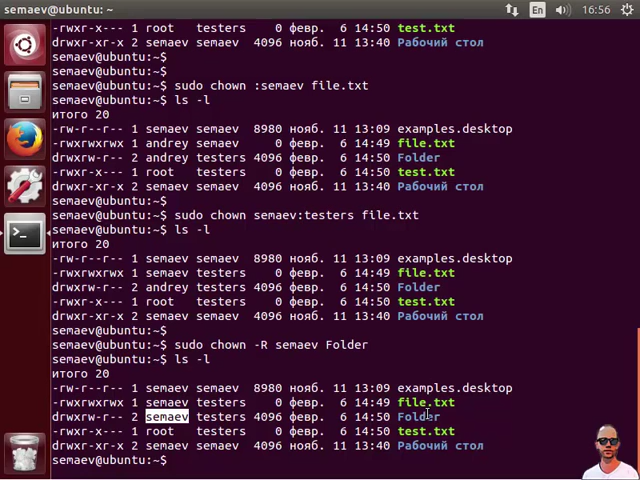 16:56
En
-rwxr-x--- 1 root testers 0 февр. 6 14:50 test.txt
drwxr-xr-x 2 semaev semaev 4096 нояб. 11 13:40 Рабочий стол
semaev@ubuntu:~$
semaev@ubuntu:~$
semaev@ubuntu:~$ sudo chown :semaev file.txt
semaev@ubuntu:~$ ls -l
итого 20
-rw-r--r-- 1 semaev semaev 8980 нояб. 11 13:09 examples.desktop
-rwxrwxrwx 1 andrey semaev 0 февр. 6 14:49 file.txt
drwxrw-r-- 2 andrey testers 4096 февр. 6 14:50 Folder
-rwxr-x--- 1 root testers 0 февр. 6 14:50 test.txt
drwxr-xr-x 2 semaev semaev 4096 нояб. 11 13:40 Рабочий стол
semaev@ubuntu:~$
semaev@ubuntu:~$ sudo chown semaev:testers file.txt
semaev@ubuntu:~$ ls -l
итого 20
-rw-r--r-- 1 semaev semaev 8980 нояб. 11 13:09 examples.desktop
-rwxrwxrwx 1 semaev testers 0 февр. 6 14:49 file.txt
drwxrw-r-- 2 andrey testers 4096 февр. 6 14:50 Folder
-rwxr-x--- 1 root testers 0 февр. 6 14:50 test.txt
drwxr-xr-x 2 semaev semaev 4096 нояб. 11 13:40 Рабочий стол
semaev@ubuntu:~$
semaev@ubuntu:~$ sudo chown -R semaev Folder
semaev@ubuntu:~$ ls -l
итого 20
-rw-r--r-- 1 semaev semaev 8980 нояб. 11 13:09 examples.desktop
-rwxrwxrwx 1 semaev testers 0 февр. 6 14:49 file.txt
drwxrw-r-- 2 semaev testers 4096 февр. 6 14:50 Folder
-rwxr-x--- 1 root testers 0 февр. 6 14:50 test.txt
drwxr-xr-x 2 semaev semaev 4096 нояб. 11 13:40 Рабочий стол
semaev@ubuntu:~$